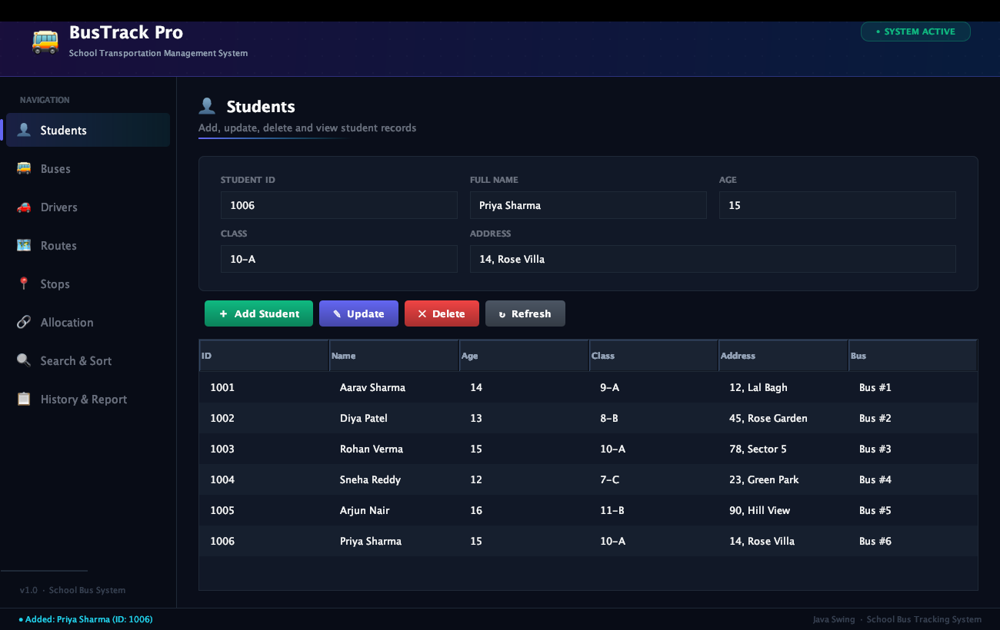 BusTrack Pro
School Transportation Management System
• SYSTEM ACTIVE
NAVIGATION
Students
Buses
Drivers
Routes
Stops
Allocation
Search & Sort
History & Report
v1.0 · School Bus System
Students
Add, update, delete and view student records
STUDENT ID FULL NAME AGE
1006 Priya Sharma 15
CLASS ADDRESS
10-A 14, Rose Villa
+ Add Student ✎ Update ✕ Delete ↻ Refresh
ID Name Age Class Address Bus
1001 Aarav Sharma 14 9-A 12, Lal Bagh Bus #1
1002 Diya Patel 13 8-B 45, Rose Garden Bus #2
1003 Rohan Verma 15 10-A 78, Sector 5 Bus #3
1004 Sneha Reddy 12 7-C 23, Green Park Bus #4
1005 Arjun Nair 16 11-B 90, Hill View Bus #5
1006 Priya Sharma 15 10-A 14, Rose Villa Bus #6
• Added: Priya Sharma (ID: 1006)
Java Swing · School Bus Tracking System